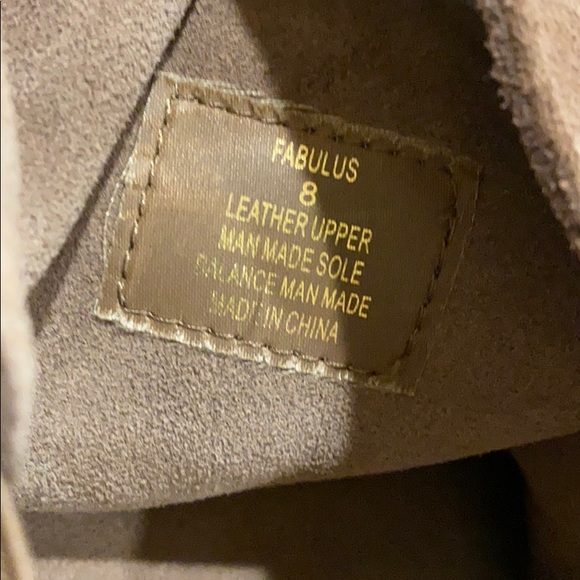 FABULUS
8
LEATHER UPPER
MAN MADE SOLE
BALANCE MAN MADE
MADE IN CHINA